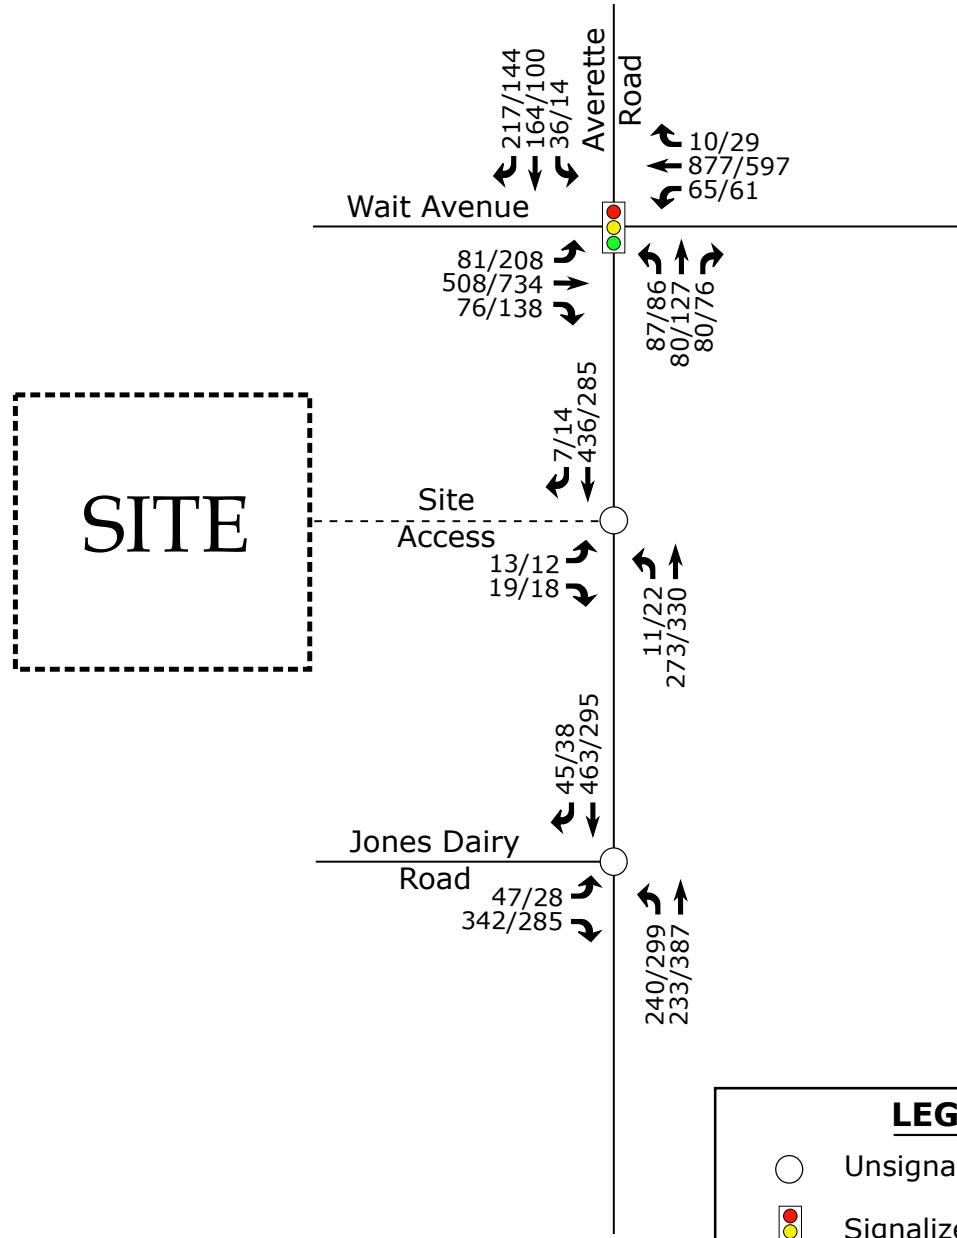 Averette
Road
217/144
164/100
36/14
10/29
877/597
65/61
Wait Avenue
81/208
508/734
76/138
87/86
80/127
80/76
7/14
436/285
SITE
Site
Access
13/12
19/18
11/22
273/330
45/38
463/295
Jones Dairy
Road
47/28
342/285
240/299
233/387
LEG
Unsigna
Signalize